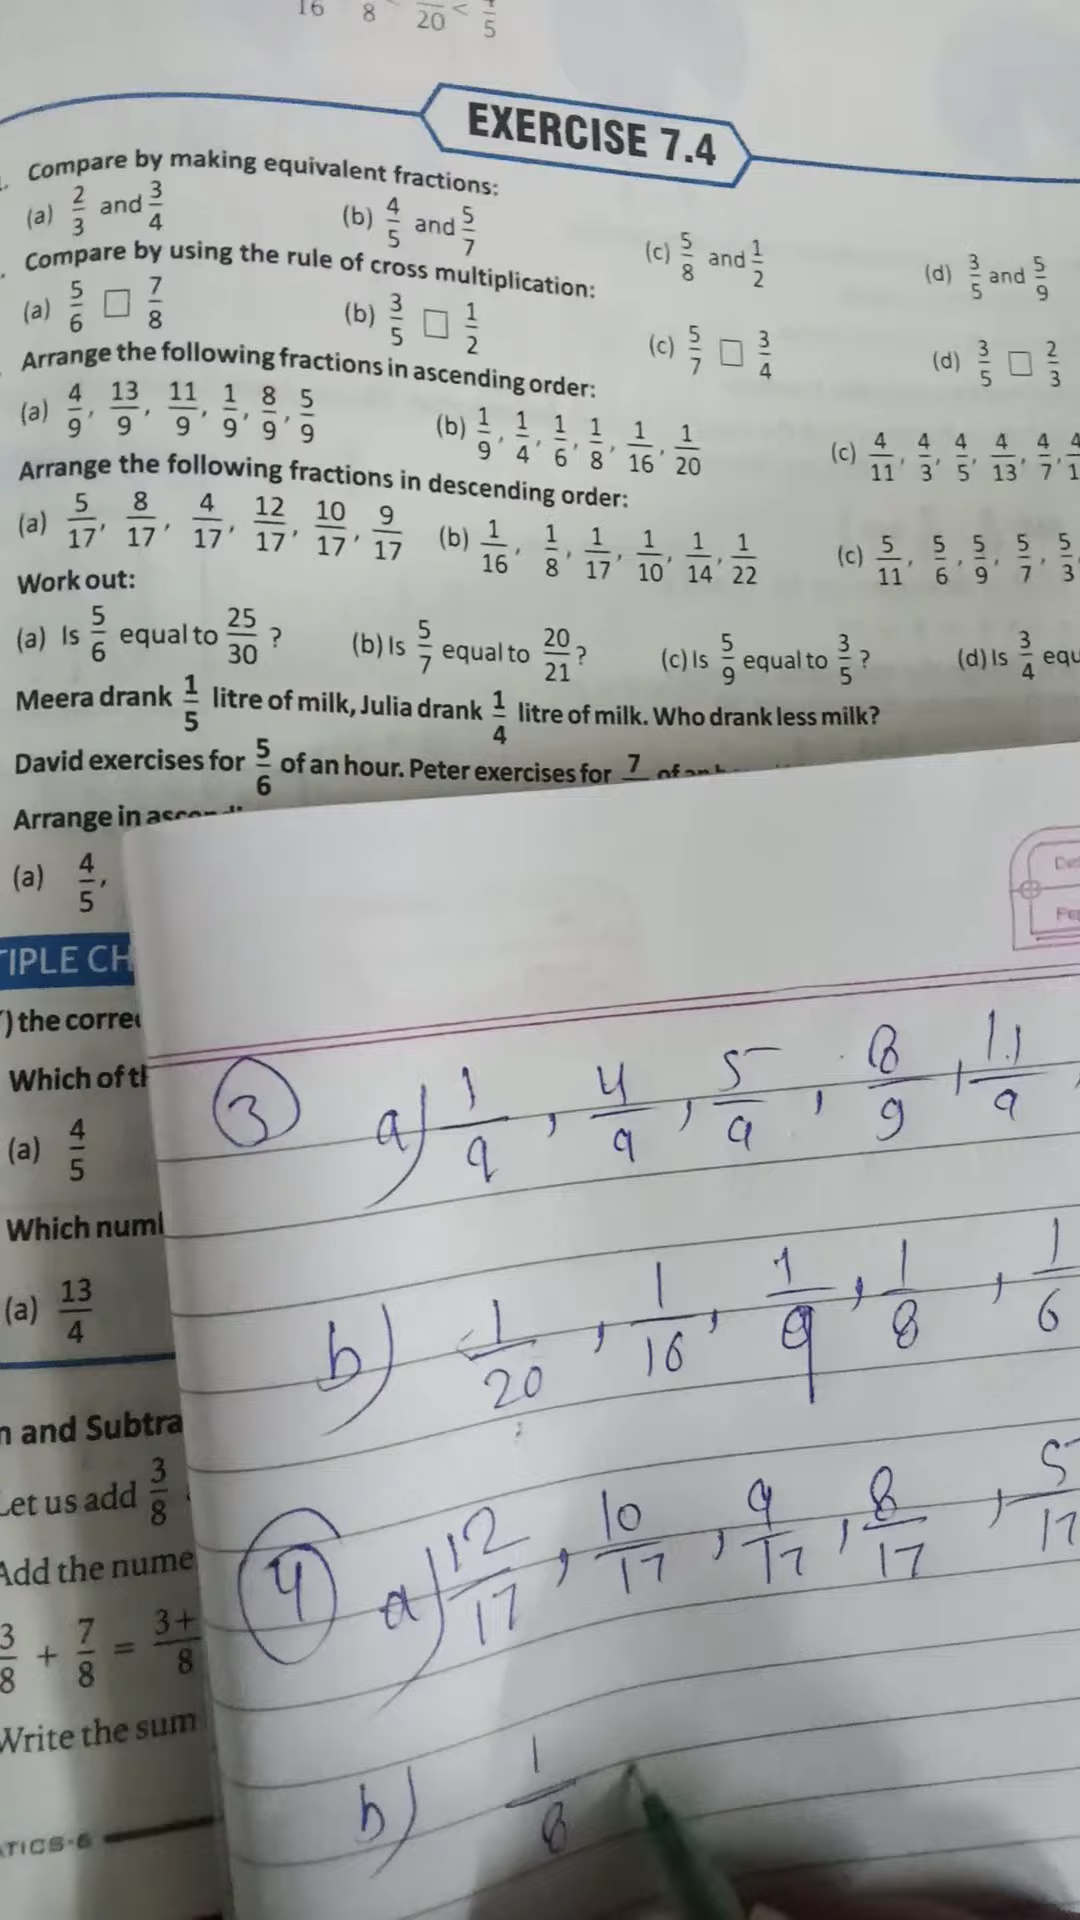 16 8 20 < 5
EXERCISE 7.4
Compare by making equivalent fractions:
(a) 2/3 and 3/4 (b) 4/5 and 5/7 (c) 5/8 and 1/2 (d) 3/5 and 5/9
Compare by using the rule of cross multiplication:
(a) 5/6 □ 7/8 (b) 3/5 □ 1/2 (c) 5/7 □ 3/4 (d) 3/5 □ 2/3
Arrange the following fractions in ascending order:
(a) 4/9, 13/9, 11/9, 1/9, 8/9, 5/9 (b) 1/9, 1/4, 1/6, 1/8, 1/16, 1/20 (c) 4/11, 4/3, 4/5, 4/13, 4/7,
Arrange the following fractions in descending order:
(a) 5/17, 8/17, 4/17, 12/17, 10/17, 9/17 (b) 1/16, 1/8, 1/17, 1/10, 1/14, 1/22 (c) 5/11, 5/6, 5/9, 5/7, 5/3,
Work out:
(a) Is 5/6 equal to 25/30 ? (b) Is 5/7 equal to 20/21 ? (c) Is 5/9 equal to 3/5 ? (d) Is 3/4 equ
Meera drank 1/5 litre of milk, Julia drank 1/4 litre of milk. Who drank less milk?
David exercises for 5/6 of an hour. Peter exercises for 7
Arrange in
(a) 4/5,
TIPLE CH
) the corre
Which of th
(a) 4/5
Which num
(a) 13/4
n and Subtra
Let us add 3/8
Add the nume
3/8 + 7/8 = 3+/8
Write the sum
ATICS-6
3 a) 1/9, 4/9, 5/9, 8/9, 11/9
b) 1/20, 1/16, 1/9, 1/8, 1/6
4 a) 12/17, 10/17, 9/17, 8/17, 5/17
b) 1/8